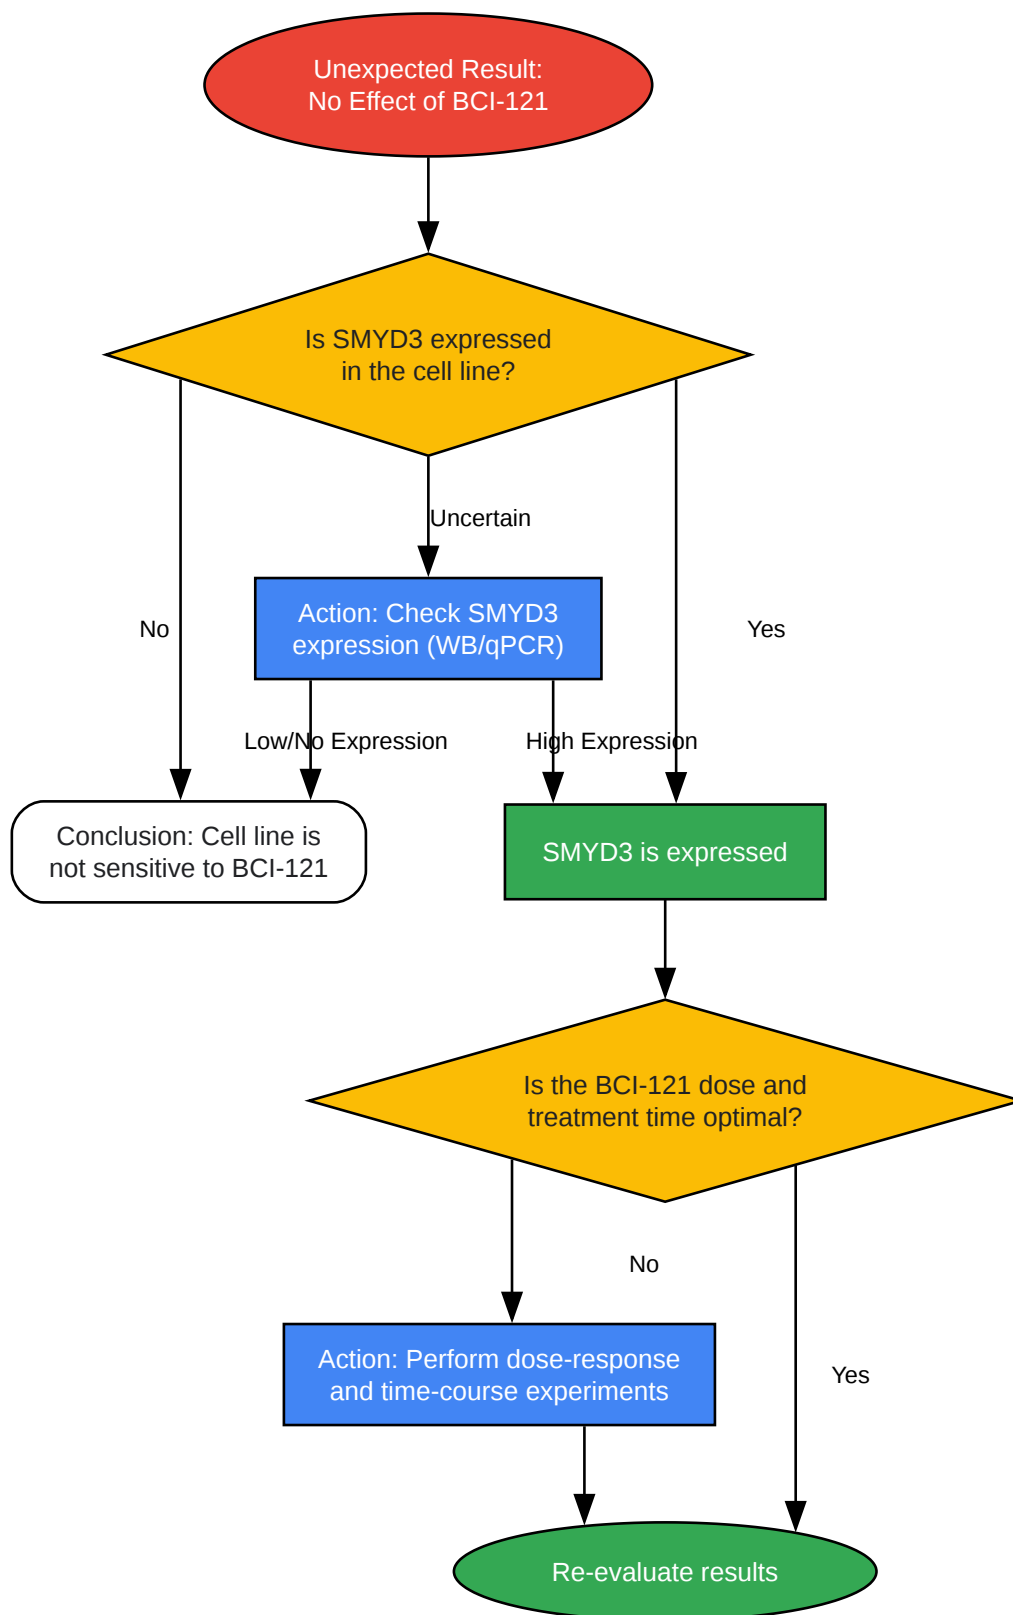 Unexpected Result:
No Effect of BCI-121
Is SMYD3 expressed
in the cell line?
Uncertain
Action: Check SMYD3
expression (WB/qPCR)
No
Yes
Low/No Expression
High Expression
Conclusion: Cell line is
not sensitive to BCI-121
SMYD3 is expressed
Is the BCI-121 dose and
treatment time optimal?
No
Action: Perform dose-response
and time-course experiments
Yes
Re-evaluate results